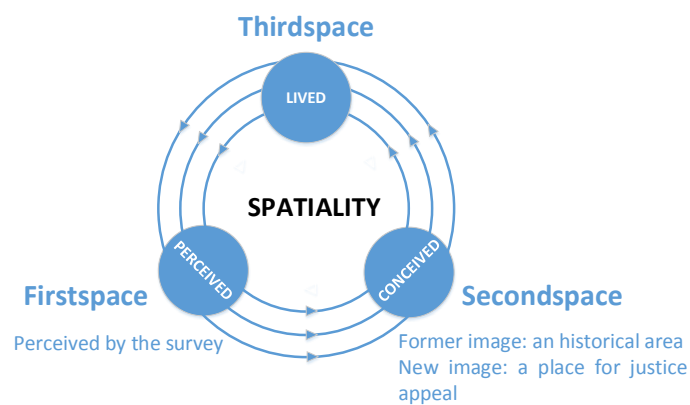 Thirdspace
LIVED
SPATIALITY
PERCEIVED
CONCEIVED
Firstspace
Secondspace
Perceived by the survey
Former image: an historical area
New image: a place for justice
appeal